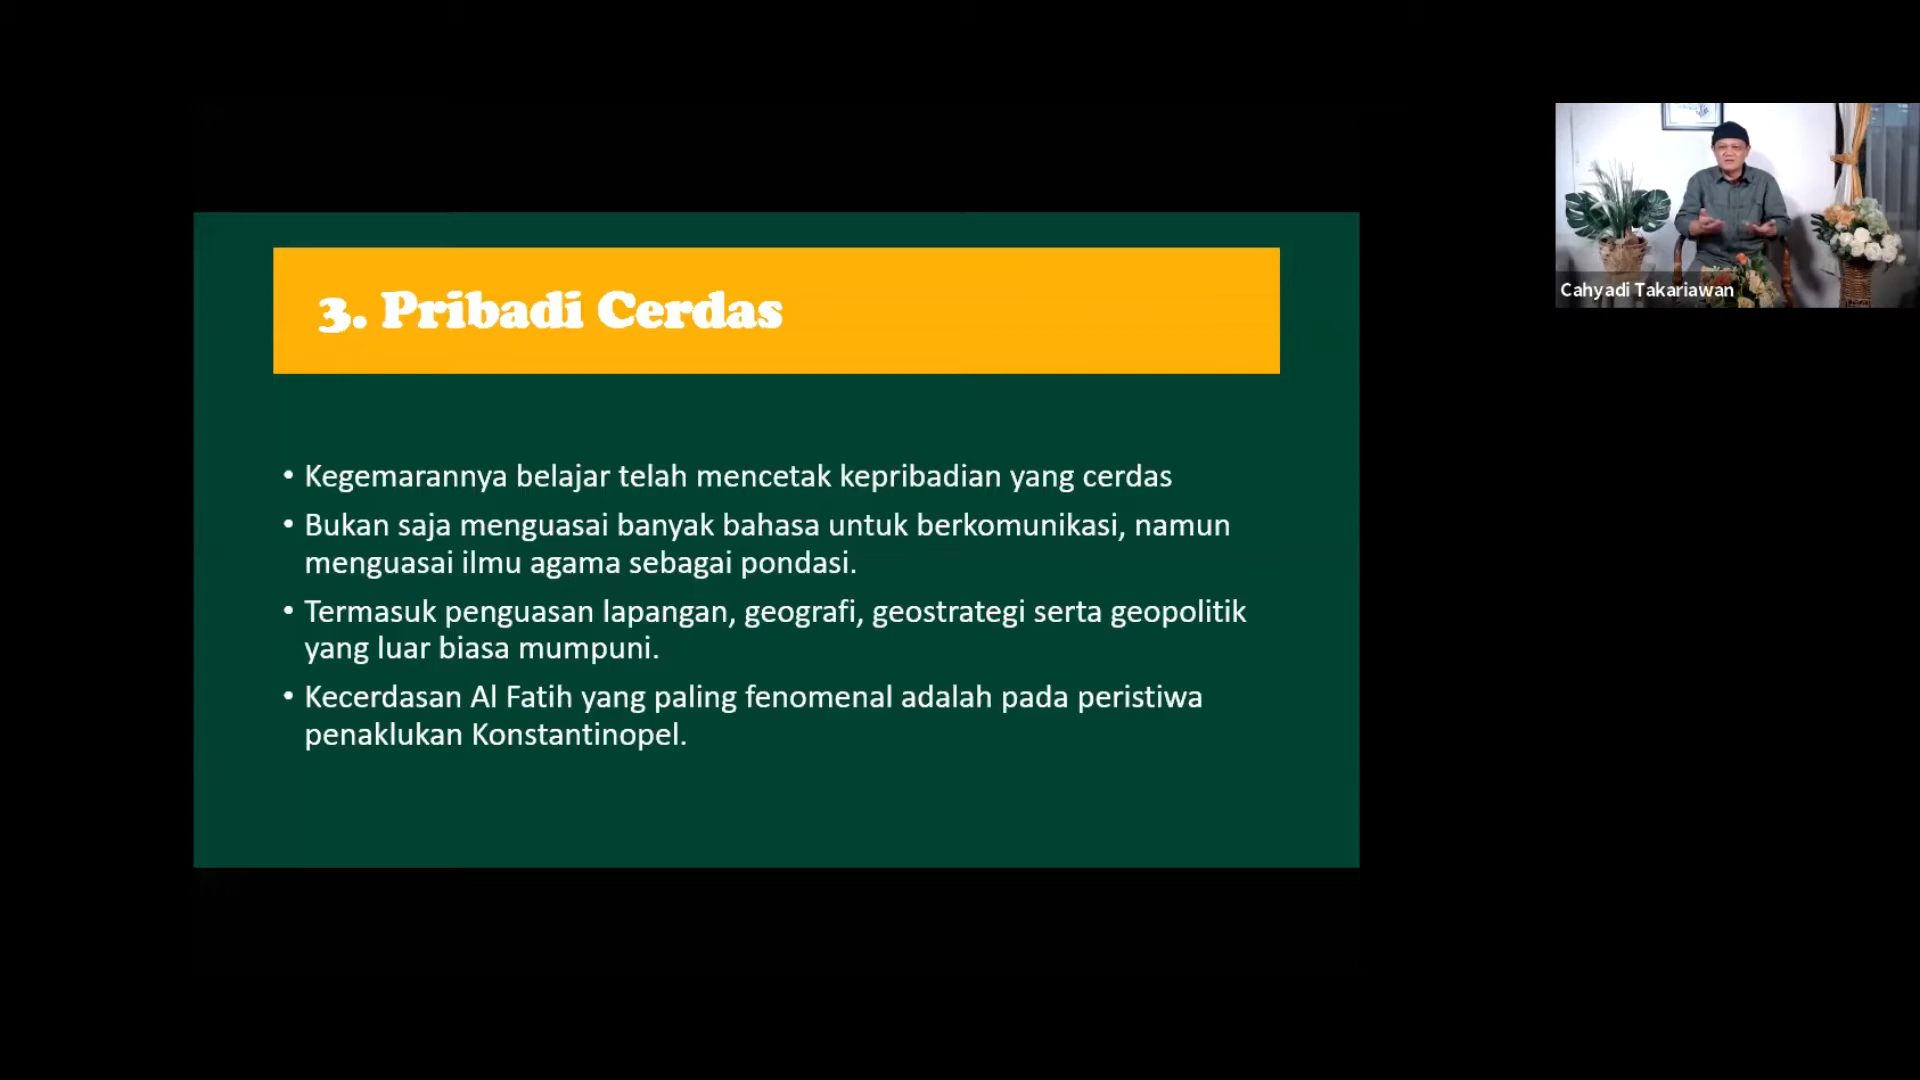 3. Pribadi Cerdas
• Kegemarannya belajar telah mencetak kepribadian yang cerdas
• Bukan saja menguasai banyak bahasa untuk berkomunikasi, namun
menguasai ilmu agama sebagai pondasi.
• Termasuk penguasan lapangan, geografi, geostrategi serta geopolitik
yang luar biasa mumpuni.
• Kecerdasan Al Fatih yang paling fenomenal adalah pada peristiwa
penaklukan Konstantinopel.
Cahyadi Takariawan